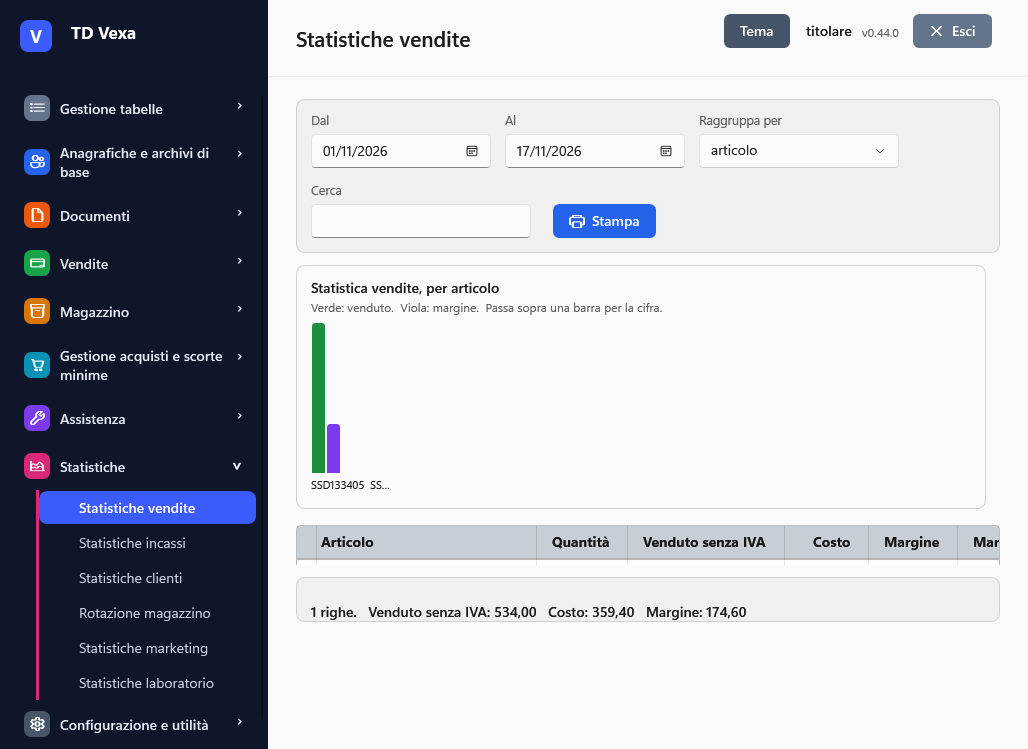 V
TD Vexa
Gestione tabelle
Anagrafiche e archivi di
base
Documenti
Vendite
Magazzino
Gestione acquisti e scorte
minime
Assistenza
Statistiche
Statistiche vendite
Statistiche incassi
Statistiche clienti
Rotazione magazzino
Statistiche marketing
Statistiche laboratorio
Configurazione e utilità
Statistiche vendite
Tema titolare v0.44.0 Esci
Dal Al Raggruppa per
01/11/2026 17/11/2026 articolo
Cerca
Stampa
Statistica vendite, per articolo
Verde: venduto. Viola: margine. Passa sopra una barra per la cifra.
SSD133405 SS...
Articolo Quantità Venduto senza IVA Costo Margine Mar
1 righe. Venduto senza IVA: 534,00 Costo: 359,40 Margine: 174,60